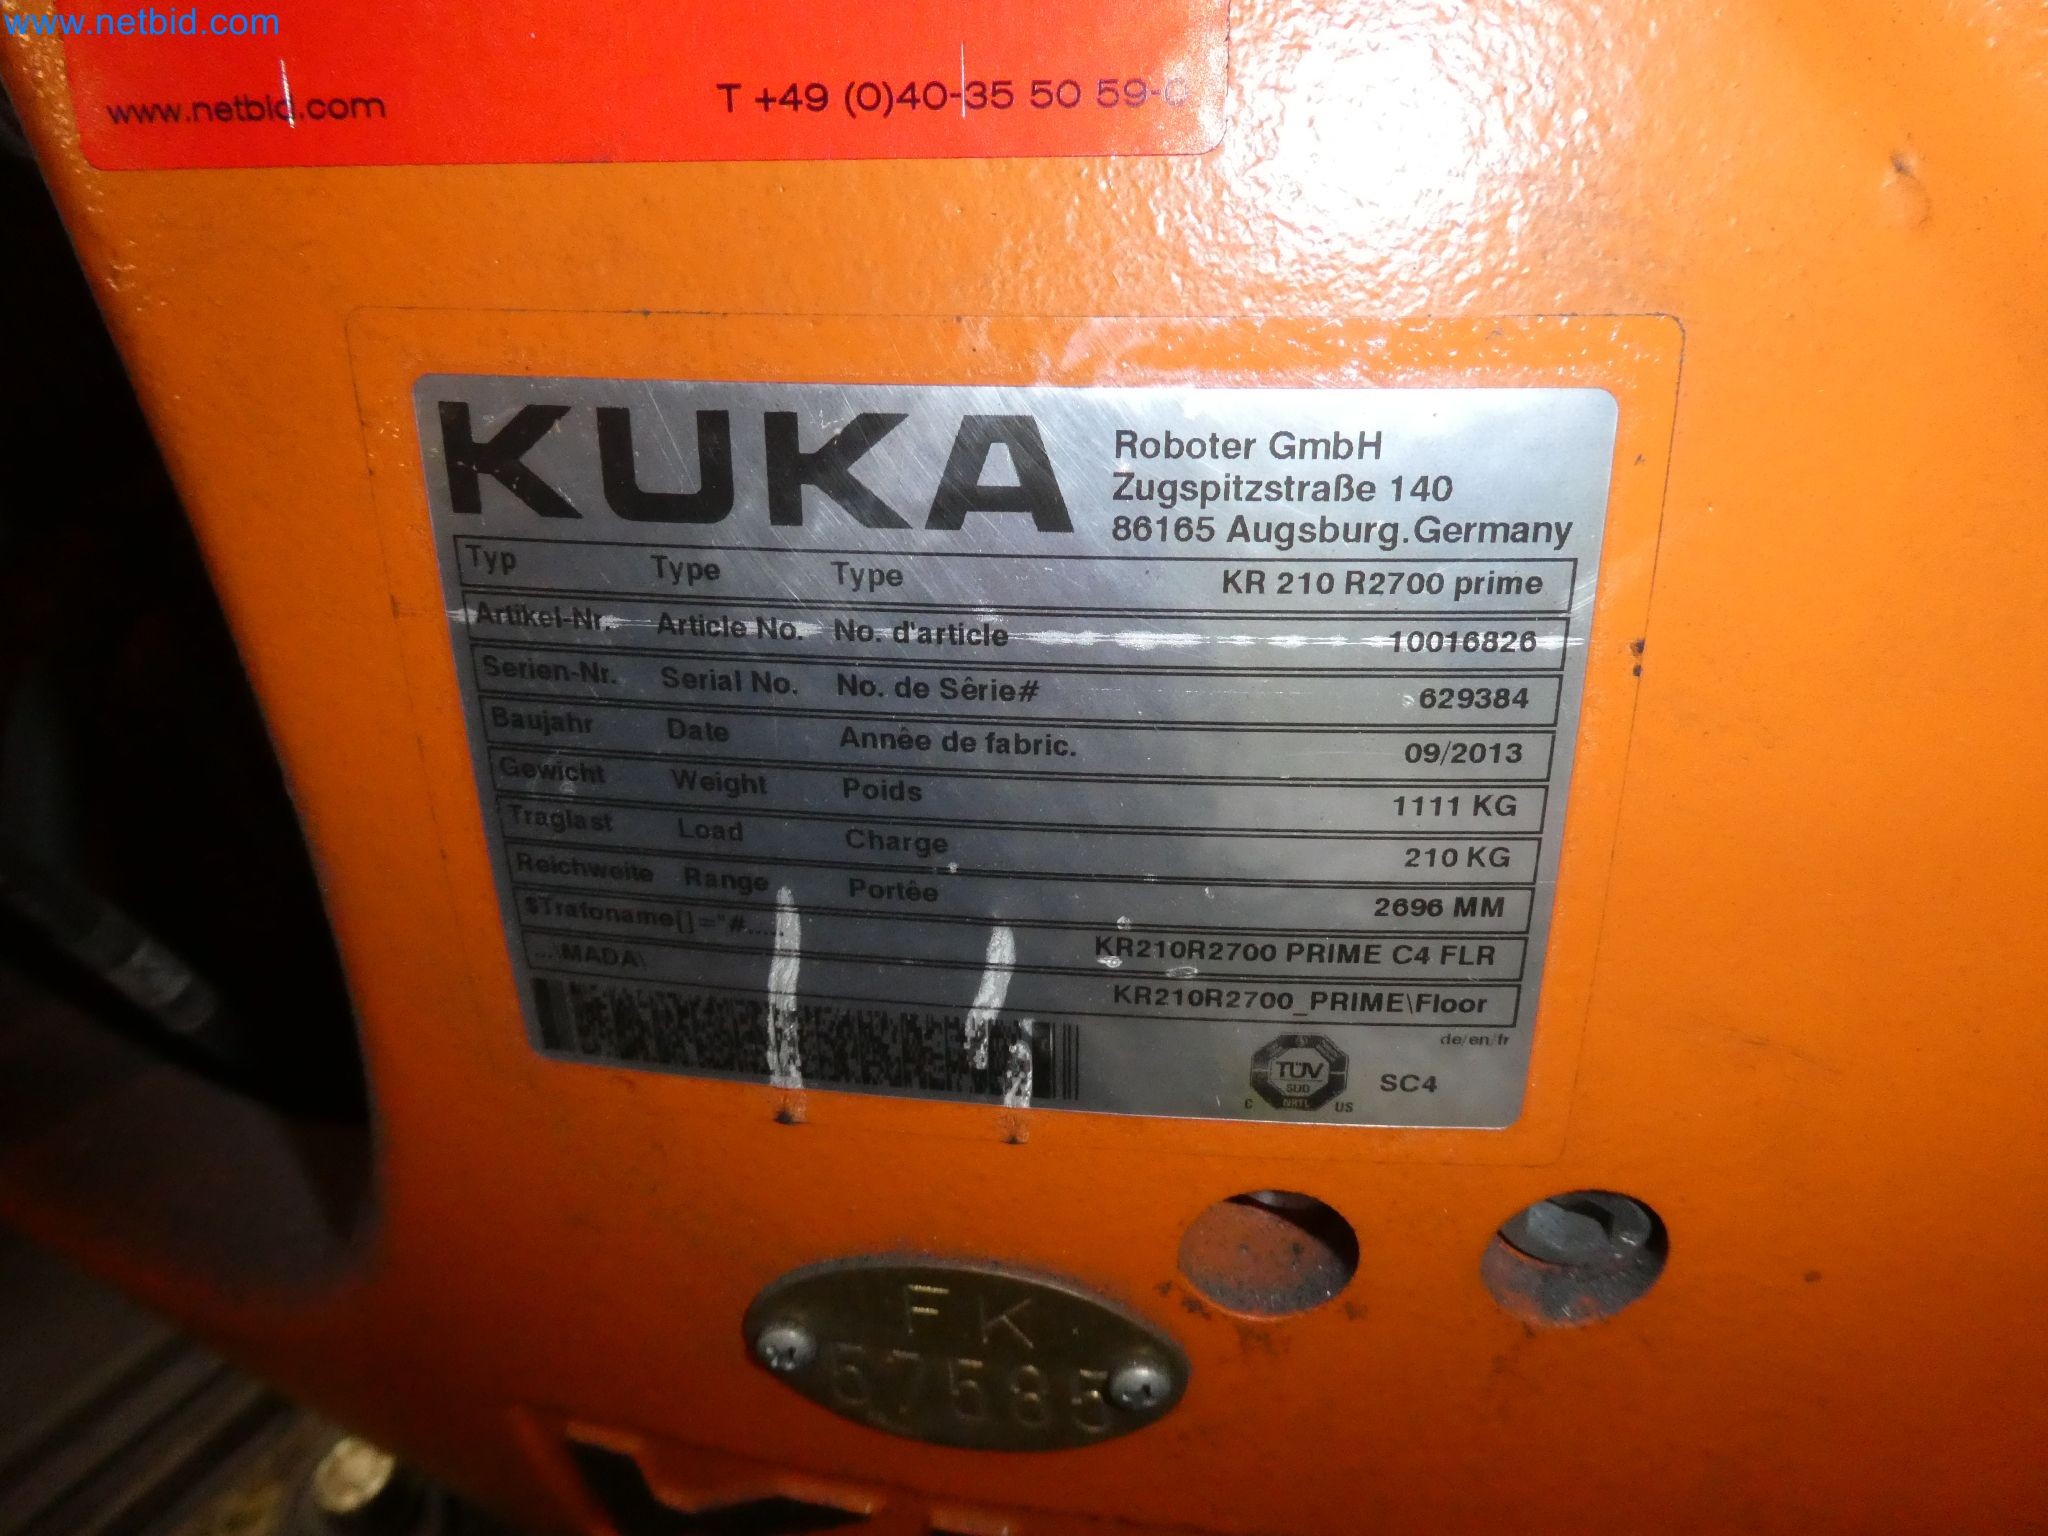 www.netbid.com
www.netbid.com T +49 (0)40-35 50 59-0
KUKA
Roboter GmbH
Zugspitzstraße 140
86165 Augsburg.Germany
Typ Type Type KR 210 R2700 prime
Artikel-Nr. Article No. No. d'article 10016826
Serien-Nr. Serial No. No. de Sêrie# 629384
Baujahr Date Annêe de fabric. 09/2013
Gewicht Weight Poids 1111 KG
Traglast Load Charge 210 KG
Reichweite Range Portêe 2696 MM
$Trafoname[]="#..... KR210R2700 PRIME C4 FLR
...\MADA\ KR210R2700_PRIME\Floor
de/en/fr
TÜV
SÜD
NRTL
C US
SC4
FK
57585